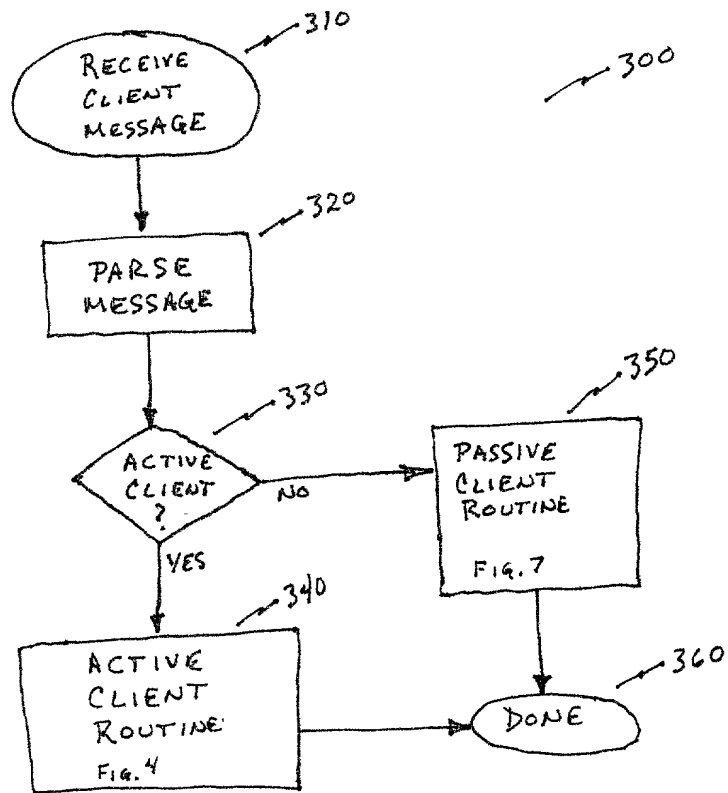 310
RECEIVE
CLIENT
MESSAGE
300
320
PARSE
MESSAGE
330
ACTIVE
CLIENT
?
NO
YES
350
PASSIVE
CLIENT
ROUTINE
FIG. 7
340
ACTIVE
CLIENT
ROUTINE
FIG. 4
360
DONE